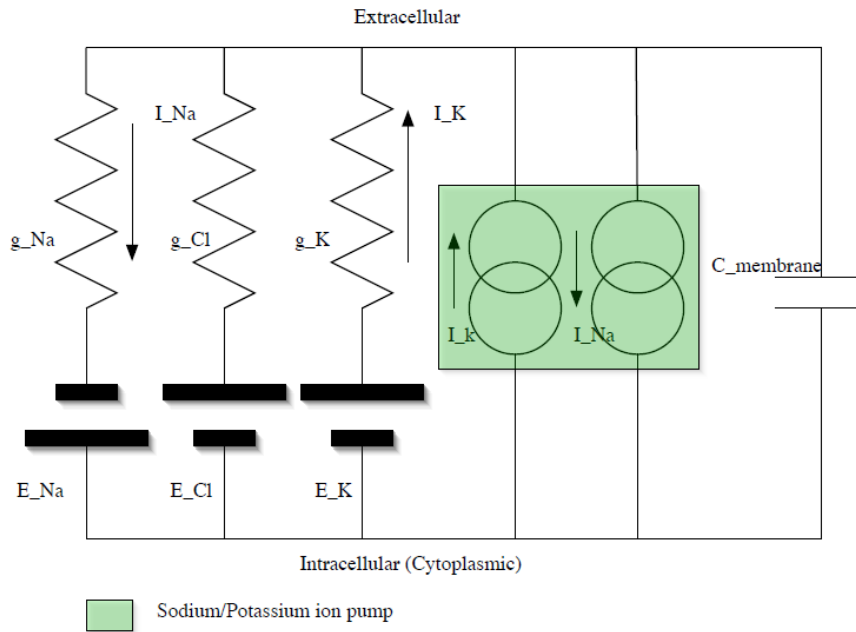 Extracellular
I_Na
I_K
g_Na
g_Cl
g_K
C_membrane
I_k
I_Na
E_Na
E_Cl
E_K
Intracellular (Cytoplasmic)
Sodium/Potassium ion pump